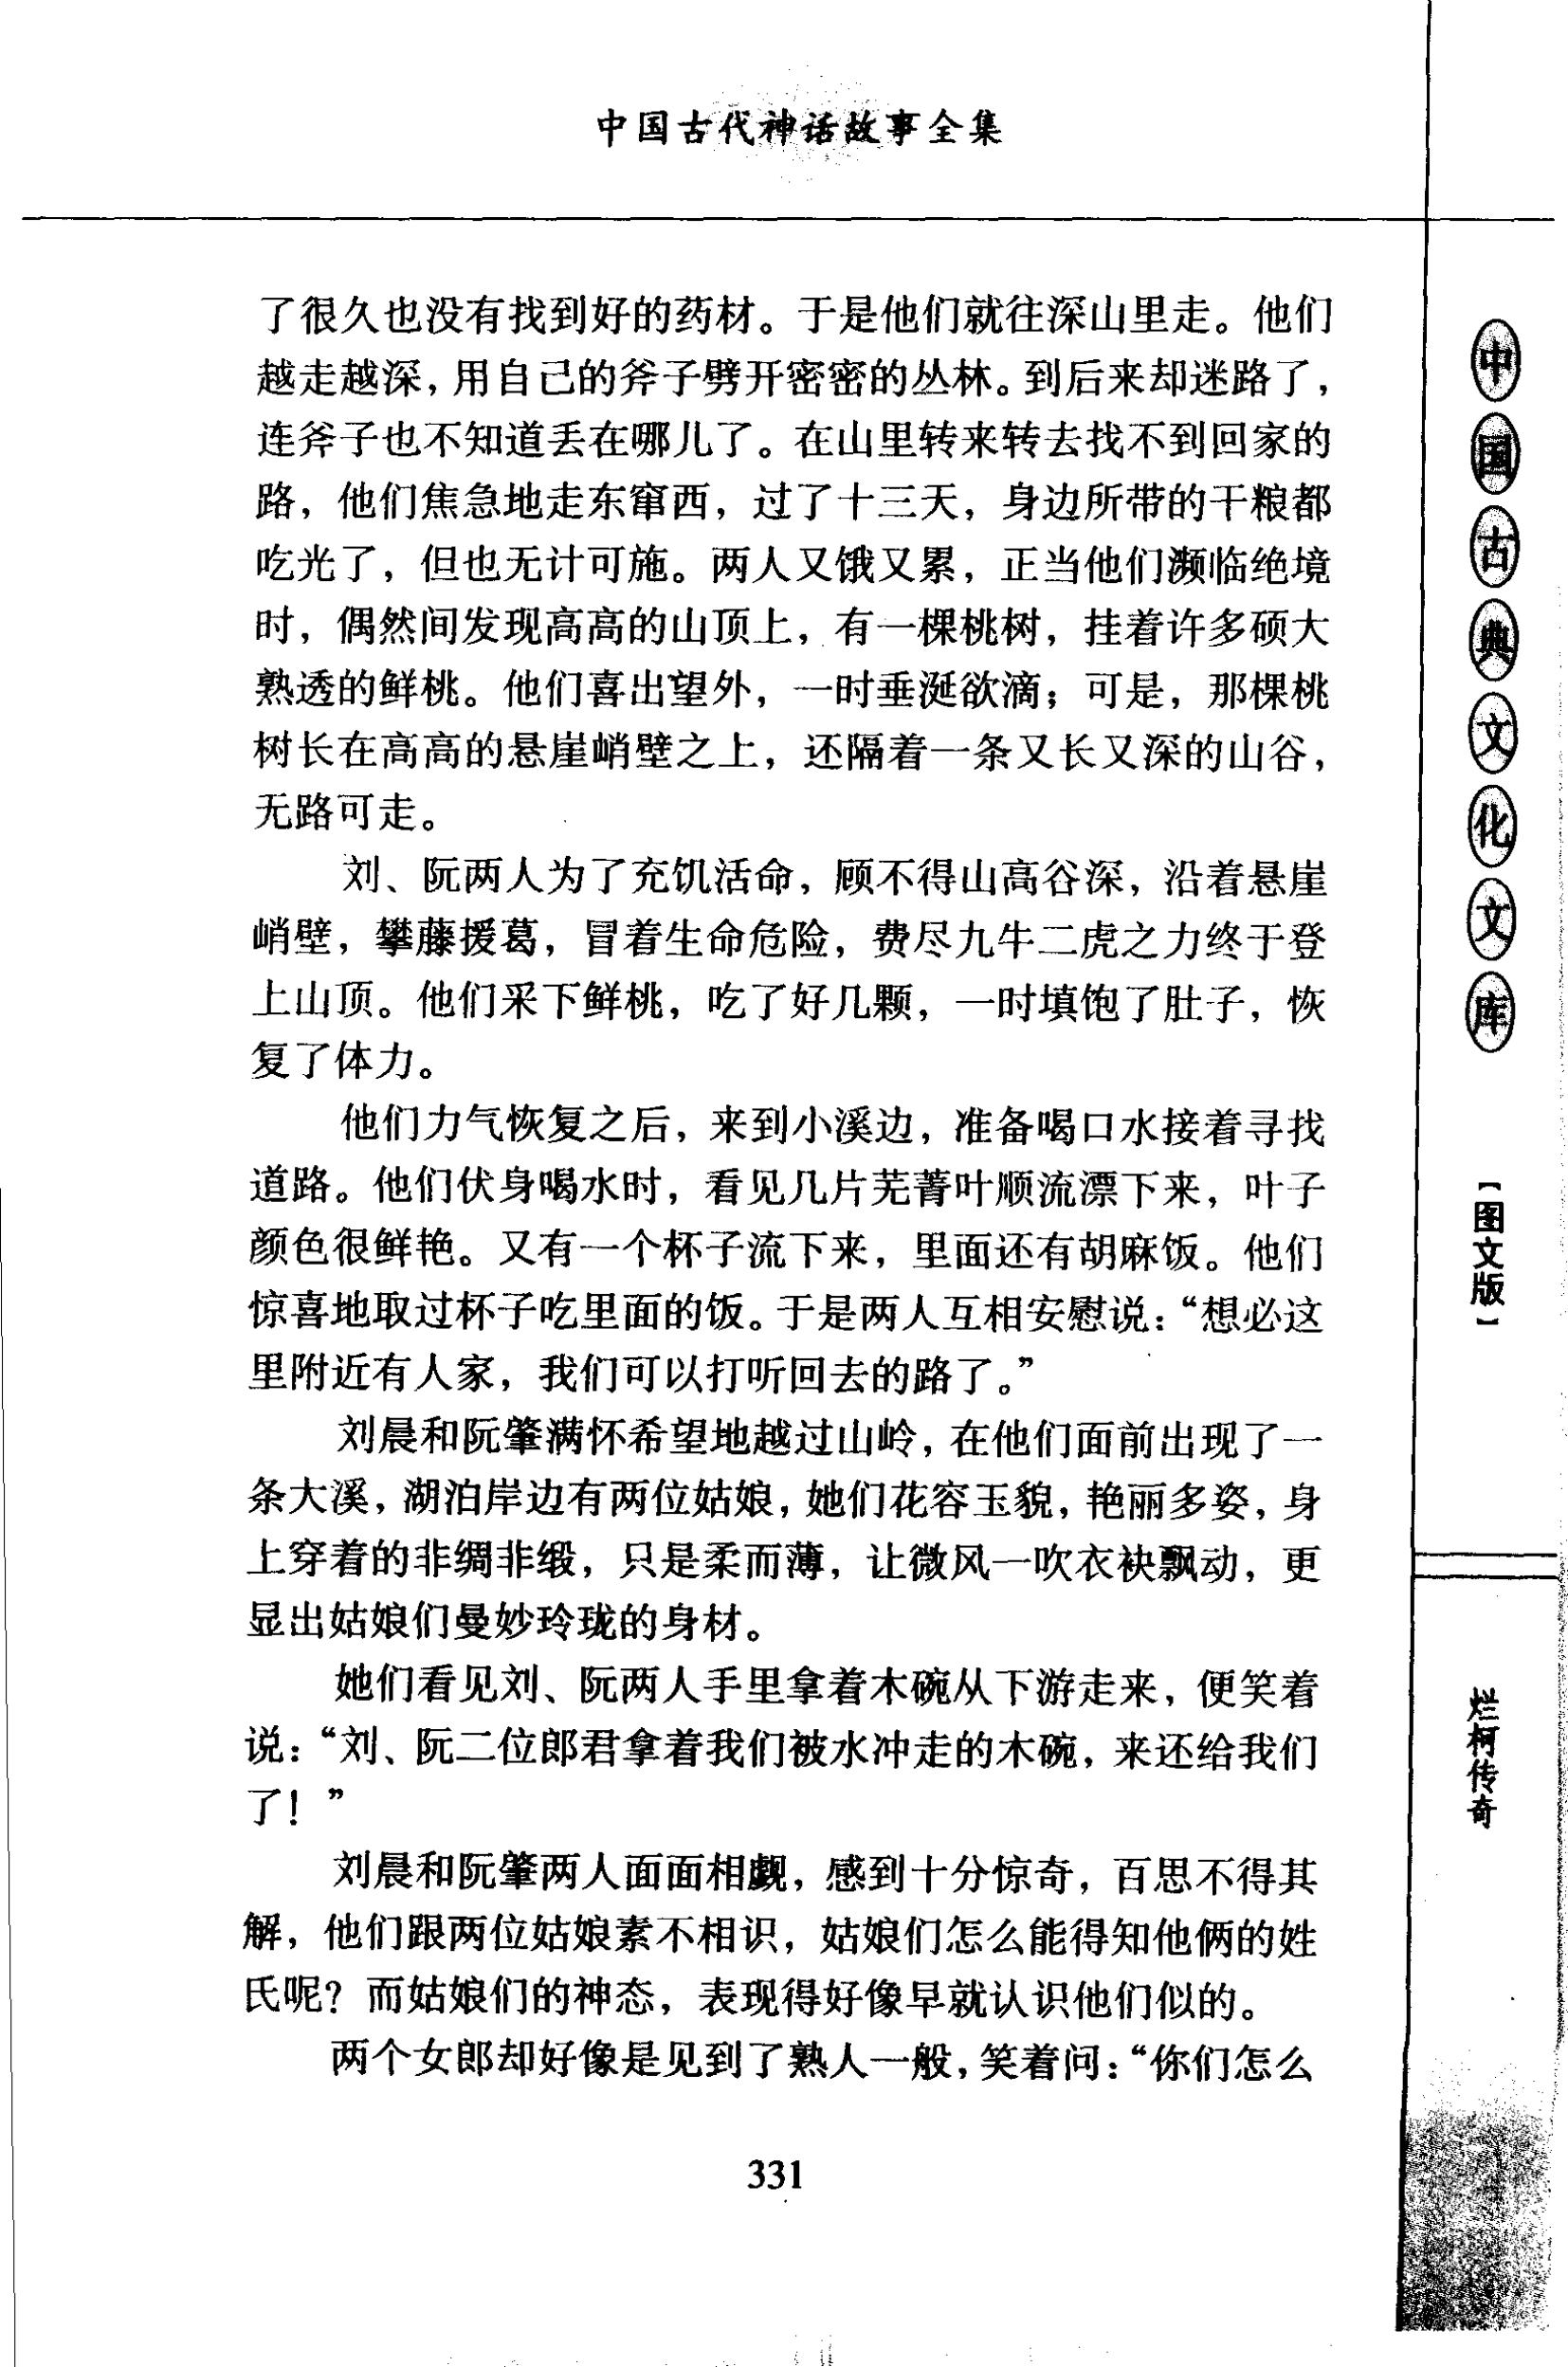 中国古代神话故事全集
了很久也没有找到好的药材。于是他们就往深山里走。他们
越走越深，用自己的斧子劈开密密的丛林。到后来却迷路了，
连斧子也不知道丢在哪儿了。在山里转来转去找不到回家的
路，他们焦急地走东窜西，过了十三天，身边所带的干粮都
吃光了，但也无计可施。两人又饿又累，正当他们濒临绝境
时，偶然间发现高高的山顶上，有一棵桃树，挂着许多硕大
熟透的鲜桃。他们喜出望外，一时垂涎欲滴；可是，那棵桃
树长在高高的悬崖峭壁之上，还隔着一条又长又深的山谷，
无路可走。
刘、阮两人为了充饥活命，顾不得山高谷深，沿着悬崖
峭壁，攀藤援葛，冒着生命危险，费尽九牛二虎之力终于登
上山顶。他们采下鲜桃，吃了好几颗，一时填饱了肚子，恢
复了体力。
他们力气恢复之后，来到小溪边，准备喝口水接着寻找
道路。他们伏身喝水时，看见几片芜菁叶顺流漂下来，叶子
颜色很鲜艳。又有一个杯子流下来，里面还有胡麻饭。他们
惊喜地取过杯子吃里面的饭。于是两人互相安慰说：“想必这
里附近有人家，我们可以打听回去的路了。”
刘晨和阮肇满怀希望地越过山岭，在他们面前出现了一
条大溪，湖泊岸边有两位姑娘，她们花容玉貌，艳丽多姿，身
上穿着的非绸非缎，只是柔而薄，让微风一吹衣袂飘动，更
显出姑娘们曼妙玲珑的身材。
她们看见刘、阮两人手里拿着木碗从下游走来，便笑着
说：“刘、阮二位郎君拿着我们被水冲走的木碗，来还给我们
了！”
刘晨和阮肇两人面面相觑，感到十分惊奇，百思不得其
解，他们跟两位姑娘素不相识，姑娘们怎么能得知他俩的姓
氏呢？而姑娘们的神态，表现得好像早就认识他们似的。
两个女郎却好像是见到了熟人一般，笑着问：“你们怎么
331
中国古典文化文库
【图文版】
烂柯传奇